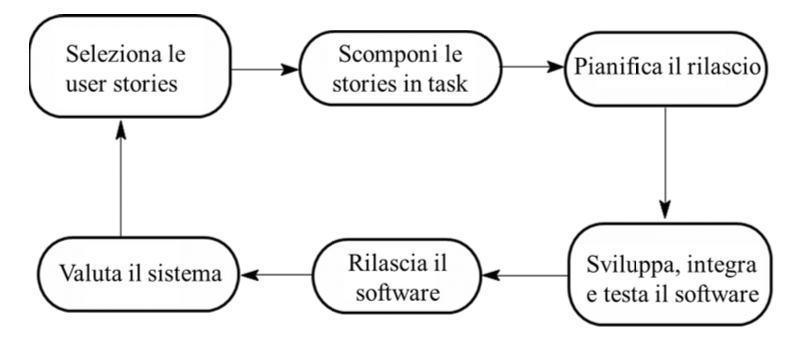 Seleziona le
user stories
Scomponi le
stories in task
Pianifica il rilascio
Sviluppa, integra
e testa il software
Rilascia il
software
Valuta il sistema